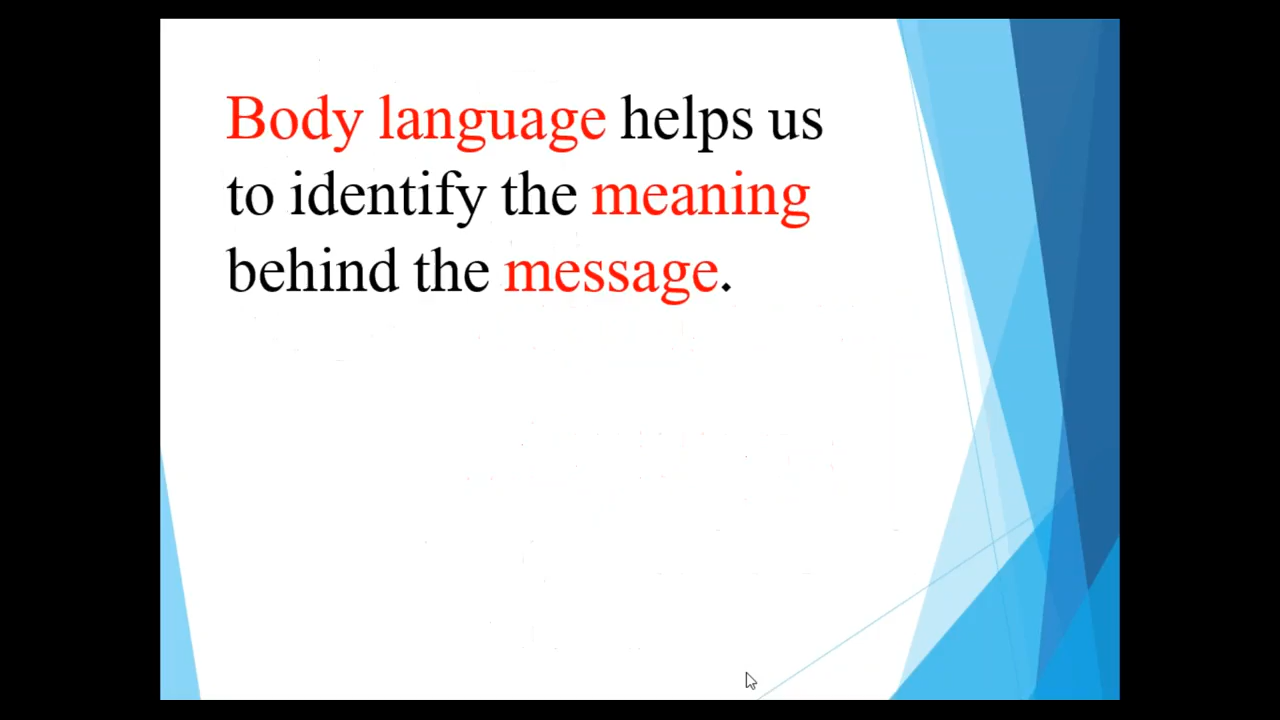 Body language helps us
to identify the meaning
behind the message.